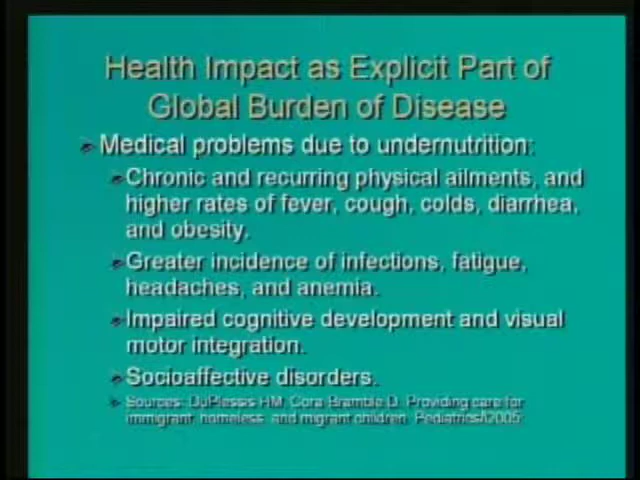 Health Impact as Explicit Part of
Global Burden of Disease
Medical problems due to undernutrition:
Chronic and recurring physical ailments, and
higher rates of fever, cough, colds, diarrhea,
and obesity.
Greater incidence of infections, fatigue,
headaches, and anemia.
Impaired cognitive development and visual
motor integration.
Socioaffective disorders.
Sources: DuPlessis HM, Cora-Bramble D. Providing care for
immigrant, homeless, and migrant children.